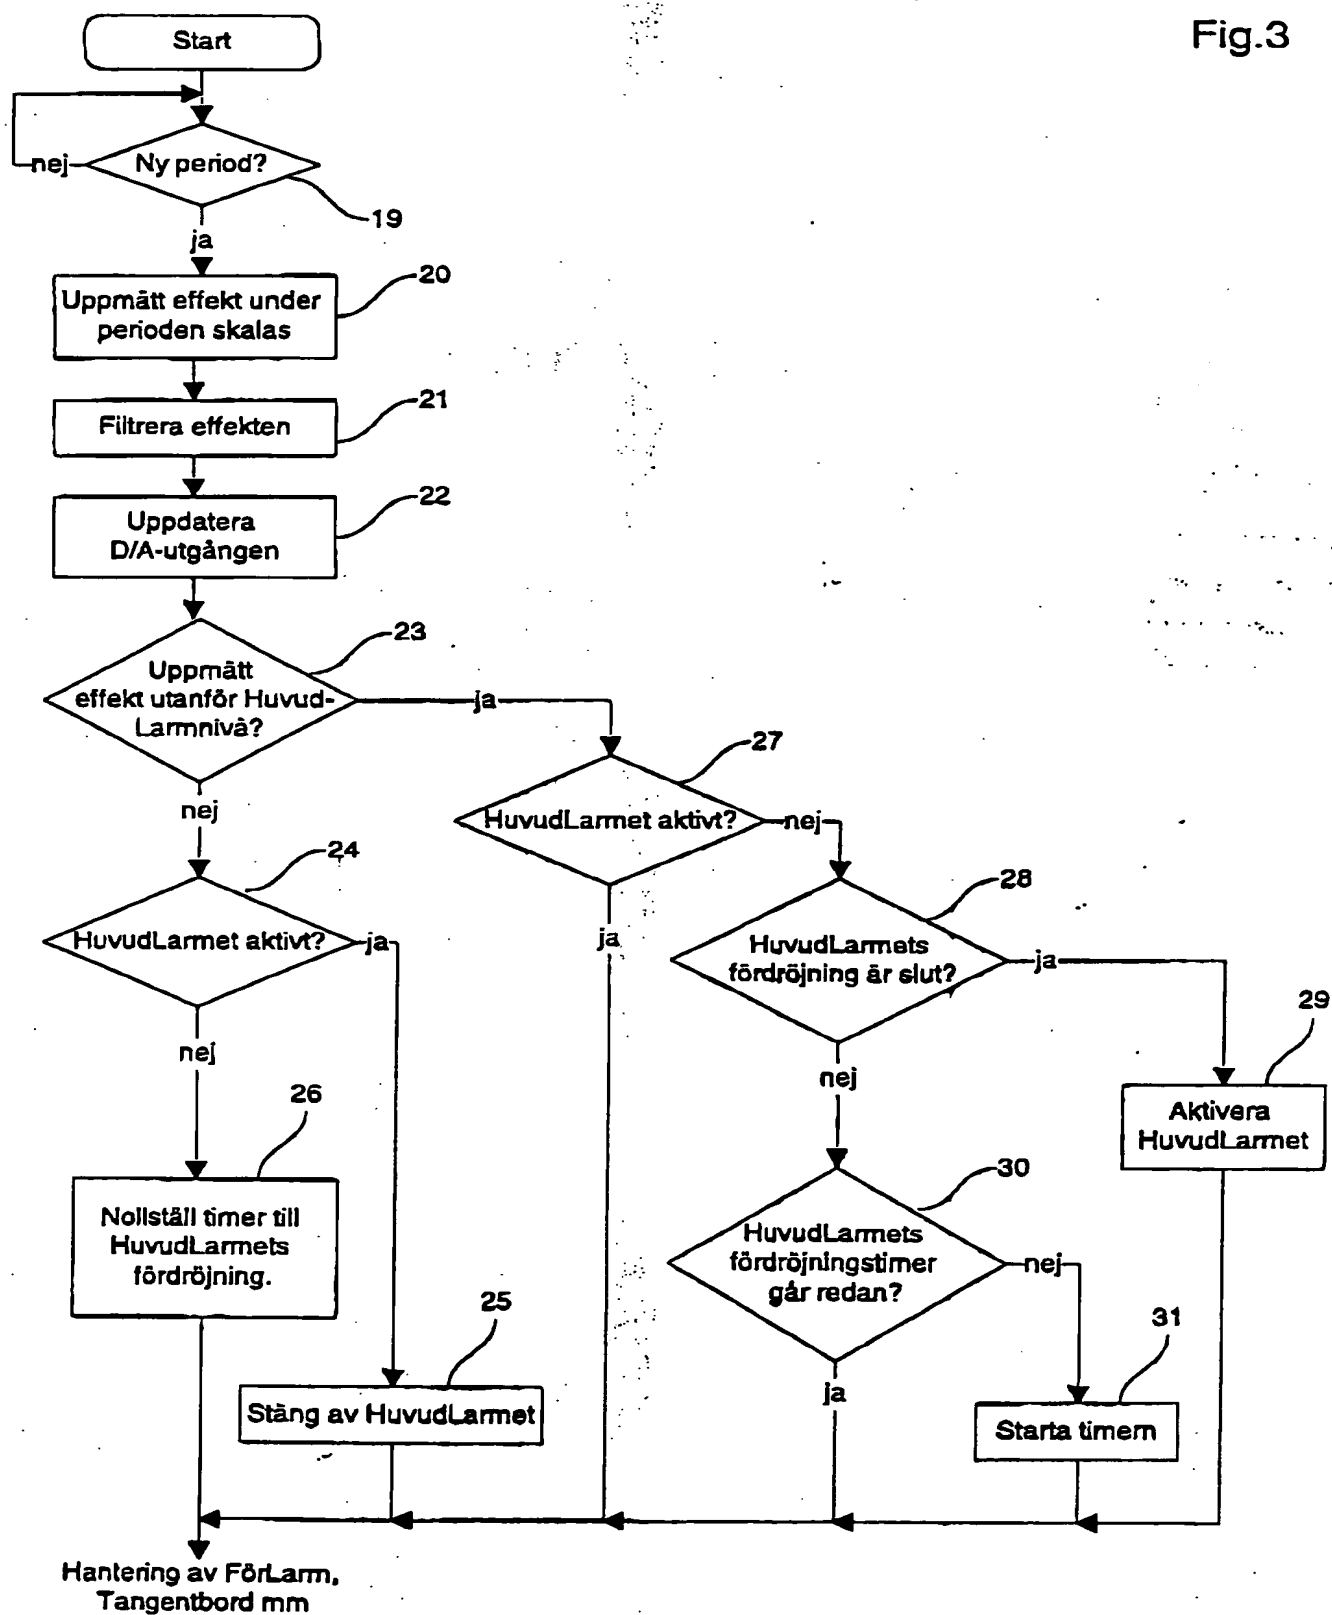 Fig.3
Start
Ny period?
nej
19
ja
20
Uppmätt effekt under
perioden skalas
21
Filtrera effekten
22
Uppdatera
D/A-utgången
23
Uppmätt
effekt utanför Huvud-
Larmnivå?
ja
27
nej
HuvudLarmet aktivt?
nej
24
28
HuvudLarmet aktivt?
ja
ja
HuvudLarmets
fördröjning är slut?
ja
29
nej
nej
26
Aktivera
HuvudLarmet
30
Nollställ timer till
HuvudLarmets
fördröjning.
HuvudLarmets
fördröjningstimer
går redan?
nej
25
31
ja
Stäng av HuvudLarmet
Starta timern
Hantering av FörLarm,
Tangentbord mm